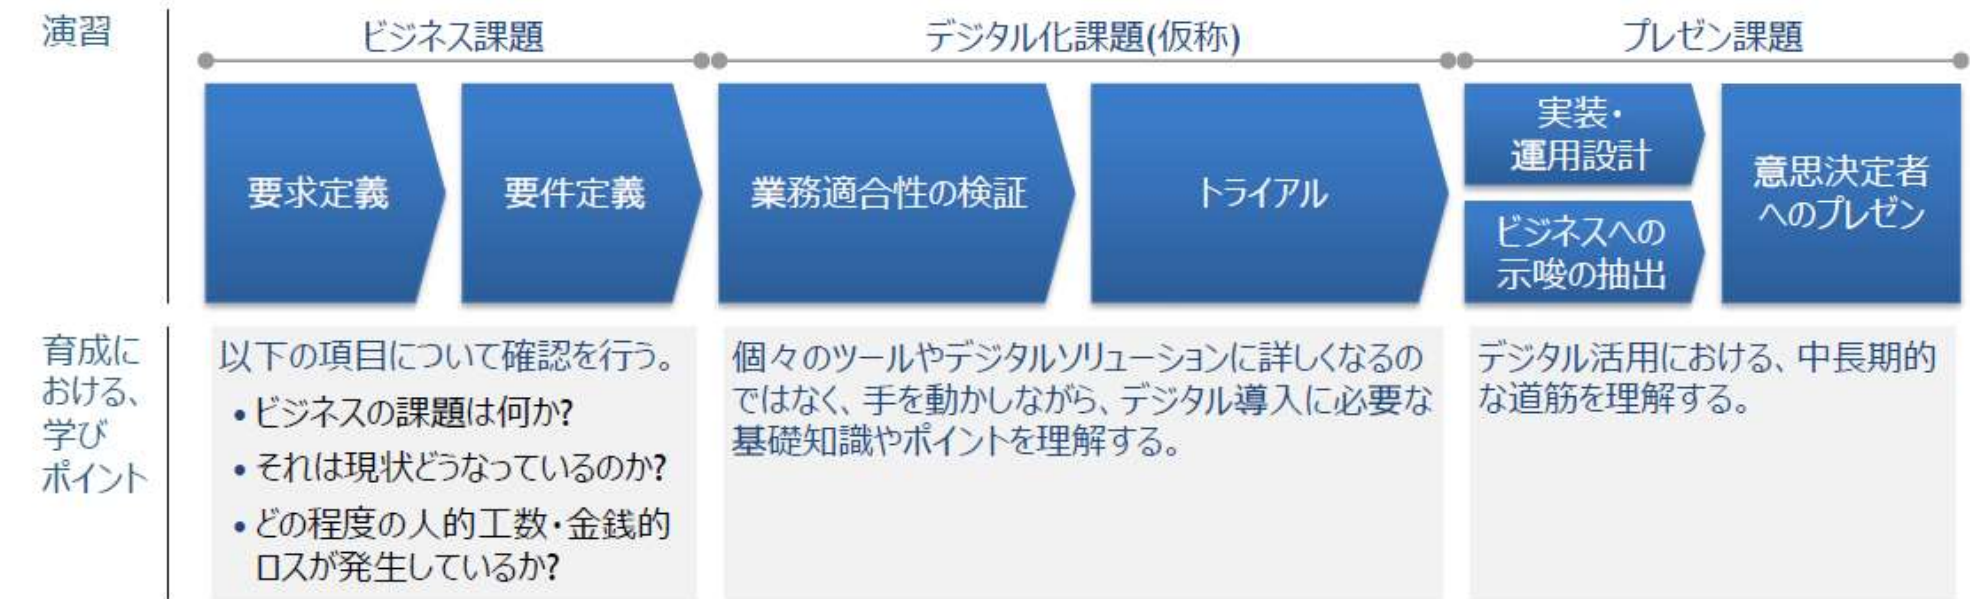 演習
ビジネス課題
デジタル化課題(仮称)
プレゼン課題
要求定義
要件定義
業務適合性の検証
トライアル
実装・
運用設計
ビジネスへの
示唆の抽出
意思決定者
へのプレゼン
育成に
おける、
学び
ポイント
以下の項目について確認を行う。
•ビジネスの課題は何か?
•それは現状どうなっているのか?
•どの程度の人的工数・金銭的
ロスが発生しているか?
個々のツールやデジタルソリューションに詳しくなるの
ではなく、手を動かしながら、デジタル導入に必要な
基礎知識やポイントを理解する。
デジタル活用における、中長期的
な道筋を理解する。